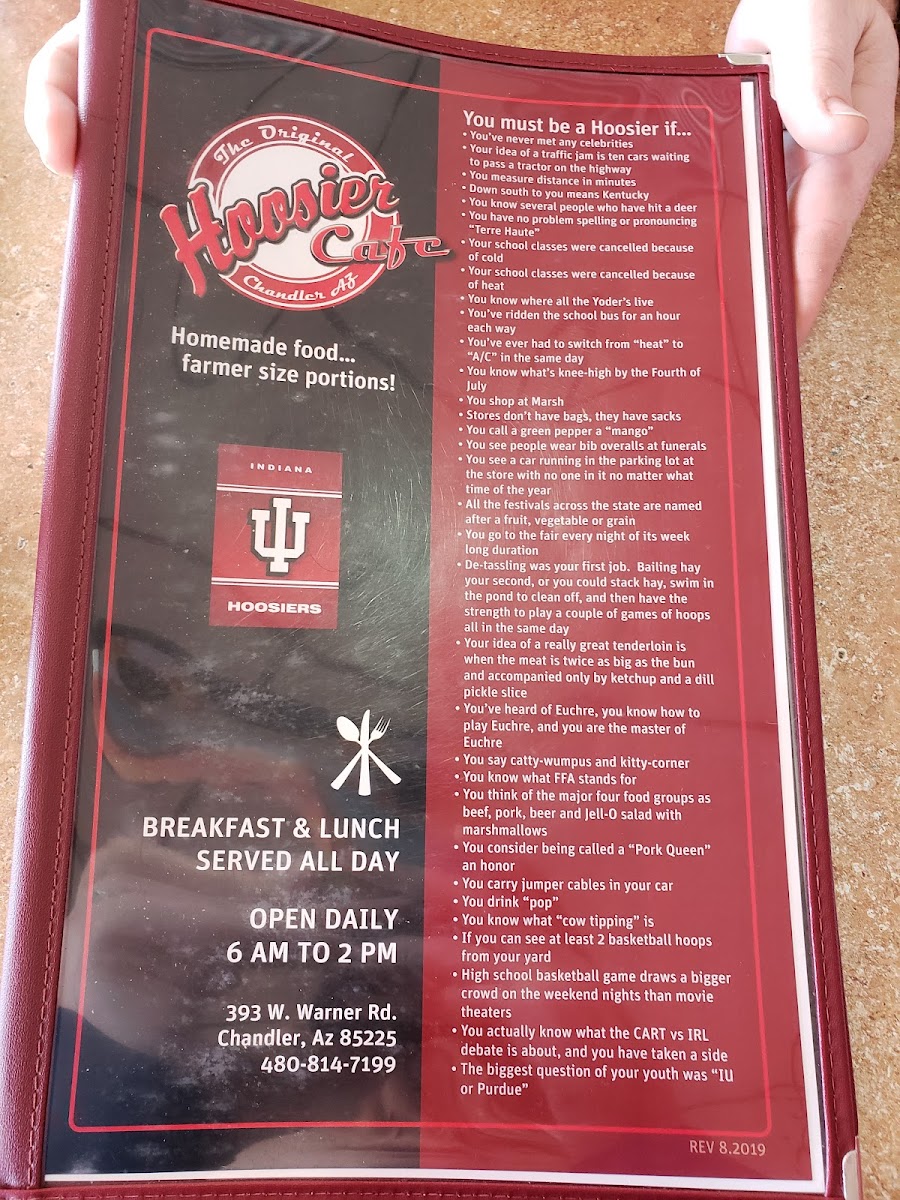 The Original
Hoosier
Cafe
Chandler AZ
Homemade food...
farmer size portions!
INDIANA
HOOSIERS
BREAKFAST & LUNCH
SERVED ALL DAY
OPEN DAILY
6 AM TO 2 PM
393 W. Warner Rd.
Chandler, Az 85225
480-814-7199
You must be a Hoosier if...
• You've never met any celebrities
• Your idea of a traffic jam is ten cars waiting
to pass a tractor on the highway
• You measure distance in minutes
• Down south to you means Kentucky
• You know several people who have hit a deer
• You have no problem spelling or pronouncing
"Terre Haute"
• Your school classes were cancelled because
of cold
• Your school classes were cancelled because
of heat
• You know where all the Yoder's live
• You've ridden the school bus for an hour
each way
• You've ever had to switch from "heat" to
"A/C" in the same day
• You know what's knee-high by the Fourth of
July
• You shop at Marsh
• Stores don't have bags, they have sacks
• You call a green pepper a "mango"
• You see people wear bib overalls at funerals
• You see a car running in the parking lot at
the store with no one in it no matter what
time of the year
• All the festivals across the state are named
after a fruit, vegetable or grain
• You go to the fair every night of its week
long duration
• De-tassling was your first job. Bailing hay
your second, or you could stack hay, swim in
the pond to clean off, and then have the
strength to play a couple of games of hoops
all in the same day
• Your idea of a really great tenderloin is
when the meat is twice as big as the bun
and accompanied only by ketchup and a dill
pickle slice
• You've heard of Euchre, you know how to
play Euchre, and you are the master of
Euchre
• You say catty-wumpus and kitty-corner
• You know what FFA stands for
• You think of the major four food groups as
beef, pork, beer and Jell-O salad with
marshmallows
• You consider being called a "Pork Queen"
an honor
• You carry jumper cables in your car
• You drink "pop"
• You know what "cow tipping" is
• If you can see at least 2 basketball hoops
from your yard
• High school basketball game draws a bigger
crowd on the weekend nights than movie
theaters
• You actually know what the CART vs IRL
debate is about, and you have taken a side
• The biggest question of your youth was "IU
or Purdue"
REV 8.2019